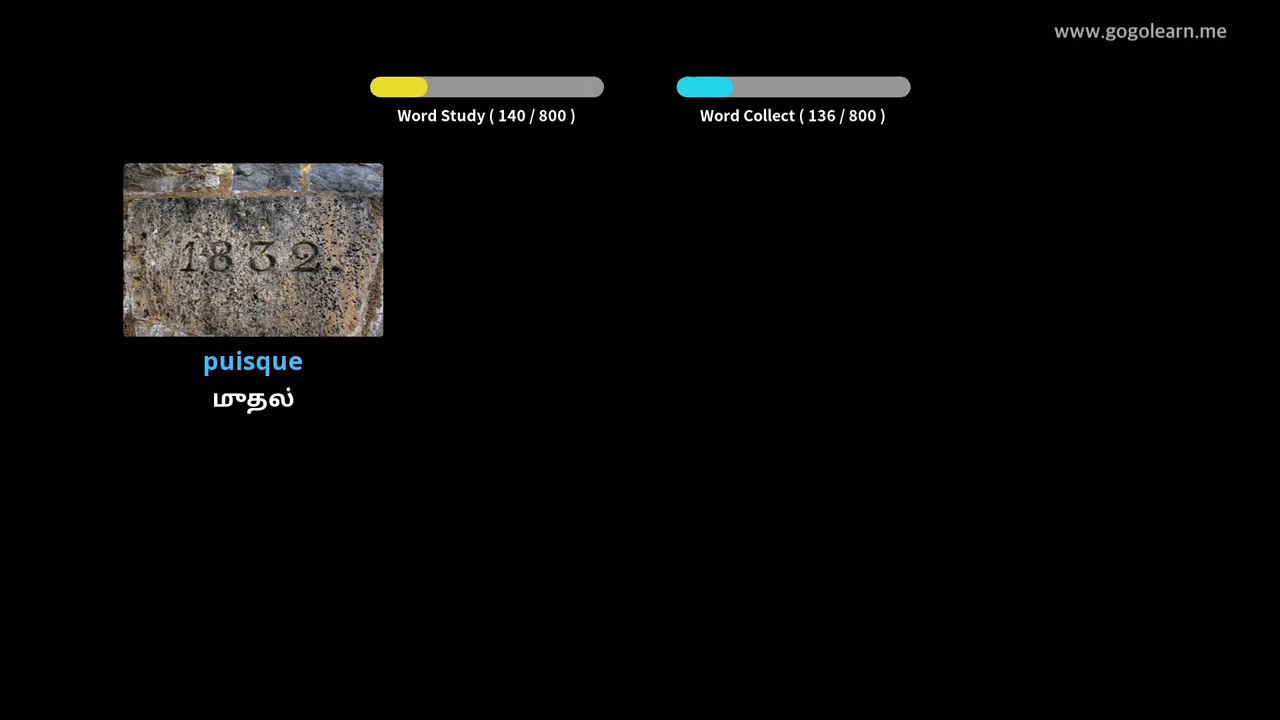 www.gogolearn.me
Word Study ( 140 / 800 )
Word Collect ( 136 / 800 )
1832.
puisque
முதல்